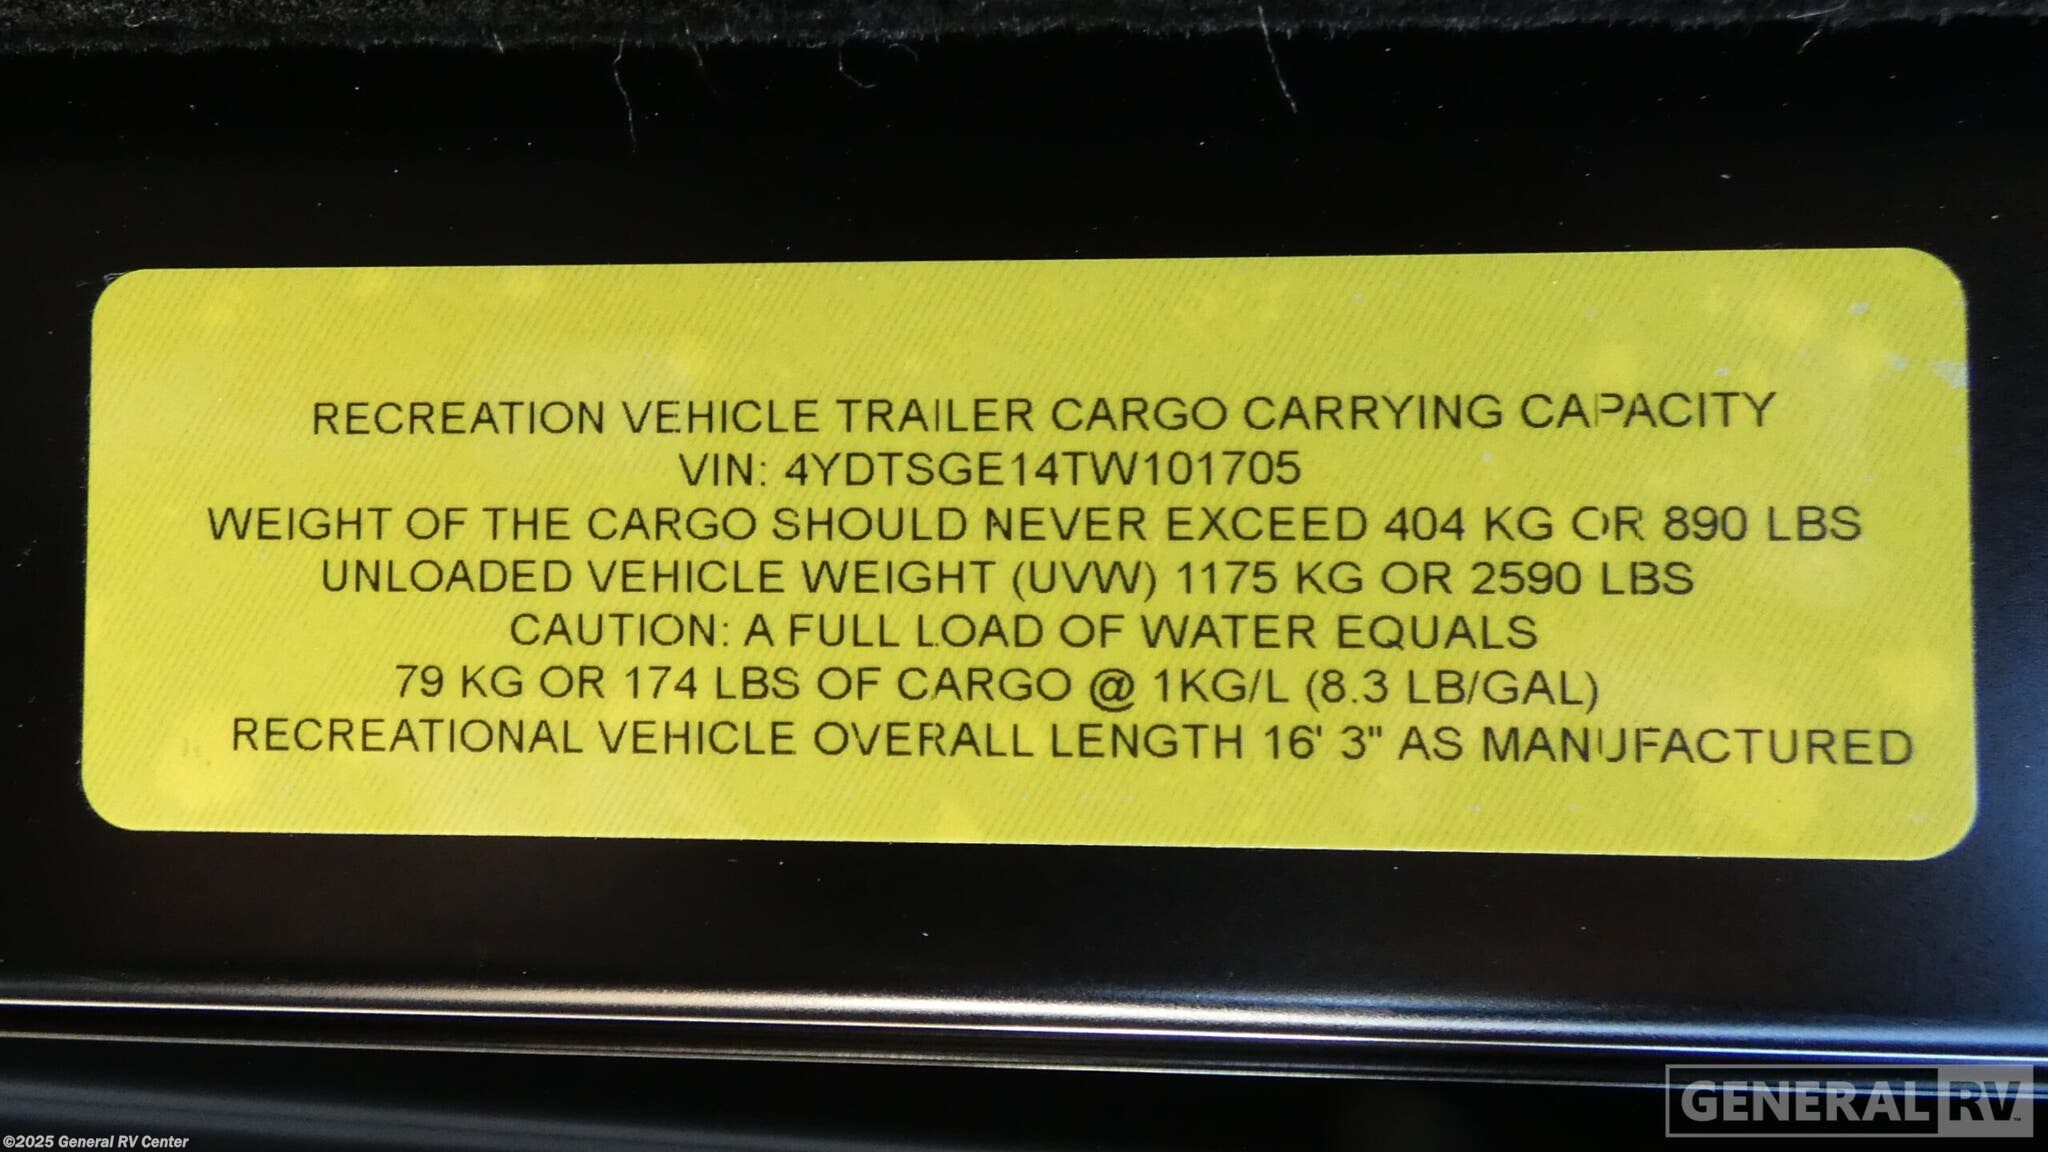 RECREATION VEHICLE TRAILER CARGO CARRYING CAPACITY
VIN: 4YDTSGE14TW101705
WEIGHT OF THE CARGO SHOULD NEVER EXCEED 404 KG OR 890 LBS
UNLOADED VEHICLE WEIGHT (UVW) 1175 KG OR 2590 LBS
CAUTION: A FULL LOAD OF WATER EQUALS
79 KG OR 174 LBS OF CARGO @ 1KG/L (8.3 LB/GAL)
RECREATIONAL VEHICLE OVERALL LENGTH 16' 3" AS MANUFACTURED
GENERAL RV
©2025 General RV Center